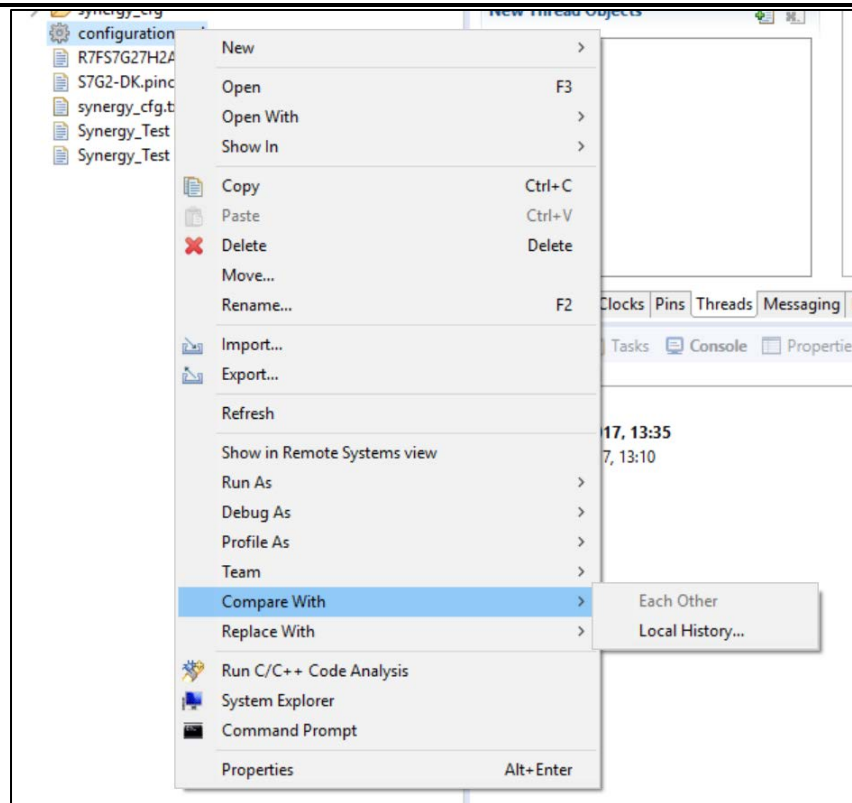 synergy_cfg
New Thread Objects
configuration
R7FS7G27H2A
S7G2-DK.pinc
synergy_cfg.t
Synergy_Test
Synergy_Test
New
Open F3
Open With
Show In
Copy Ctrl+C
Paste Ctrl+V
Delete Delete
Move...
Rename... F2
Import...
Export...
Refresh
Show in Remote Systems view
Run As
Debug As
Profile As
Team
Compare With
Replace With
Run C/C++ Code Analysis
System Explorer
Command Prompt
Properties Alt+Enter
Each Other
Local History...
Clocks Pins Threads Messaging
Tasks Console Propertie
17, 13:35
7, 13:10